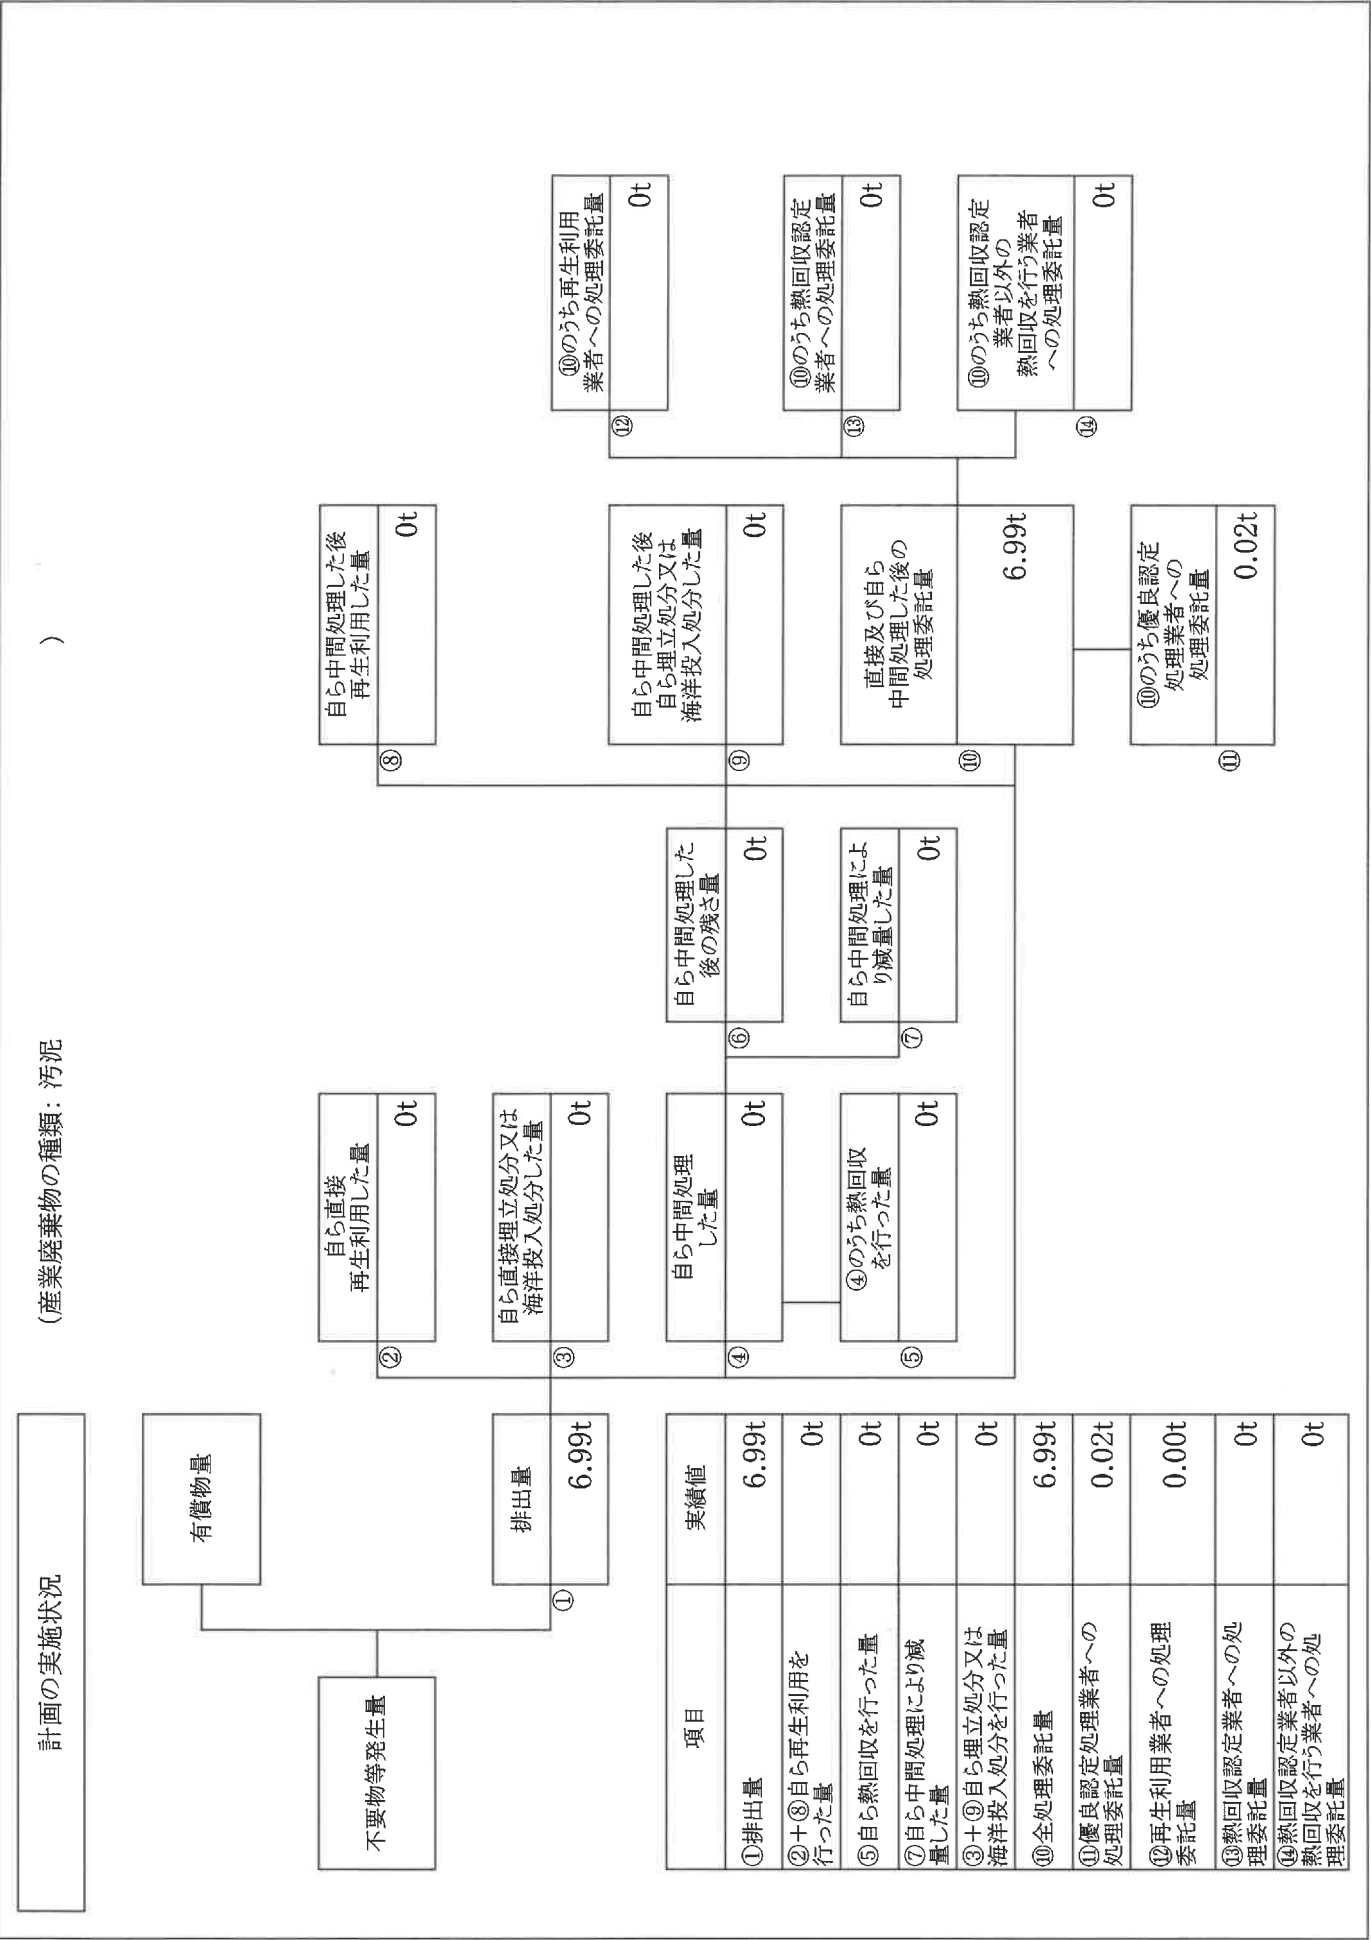 計画の実施状況
(産業廃棄物の種類：汚泥
)
不要物等発生量
有償物量
排出量
①
6.99t
自ら直接
再生利用した量
②
0t
自ら直接埋立処分又は
海洋投入処分した量
③
0t
自ら中間処理
した量
④
0t
④のうち熱回収
を行った量
⑤
0t
自ら中間処理した
後の残さ量
⑥
0t
自ら中間処理によ
り減量した量
⑦
0t
自ら中間処理した後
再生利用した量
⑧
0t
自ら中間処理した後
自ら埋立処分又は
海洋投入処分した量
⑨
0t
直接及び自ら
中間処理した後の
処理委託量
⑩
6.99t
⑩のうち優良認定
処理業者への
処理委託量
⑪
0.02t
⑩のうち再生利用
業者への処理委託量
⑫
0t
⑩のうち熱回収認定
業者への処理委託量
⑬
0t
⑩のうち熱回収認定
業者以外の
熱回収を行う業者
への処理委託量
⑭
0t
項目
実績値
①排出量
6.99t
②＋⑧自ら再生利用を
行った量
0t
⑤自ら熱回収を行った量
0t
⑦自ら中間処理により減
量した量
0t
③＋⑨自ら埋立処分又は
海洋投入処分を行った量
0t
⑩全処理委託量
6.99t
⑪優良認定処理業者への
処理委託量
0.02t
⑫再生利用業者への処理
委託量
0.00t
⑬熱回収認定業者への処
理委託量
0t
⑭熱回収認定業者以外の
熱回収を行う業者への処
理委託量
0t